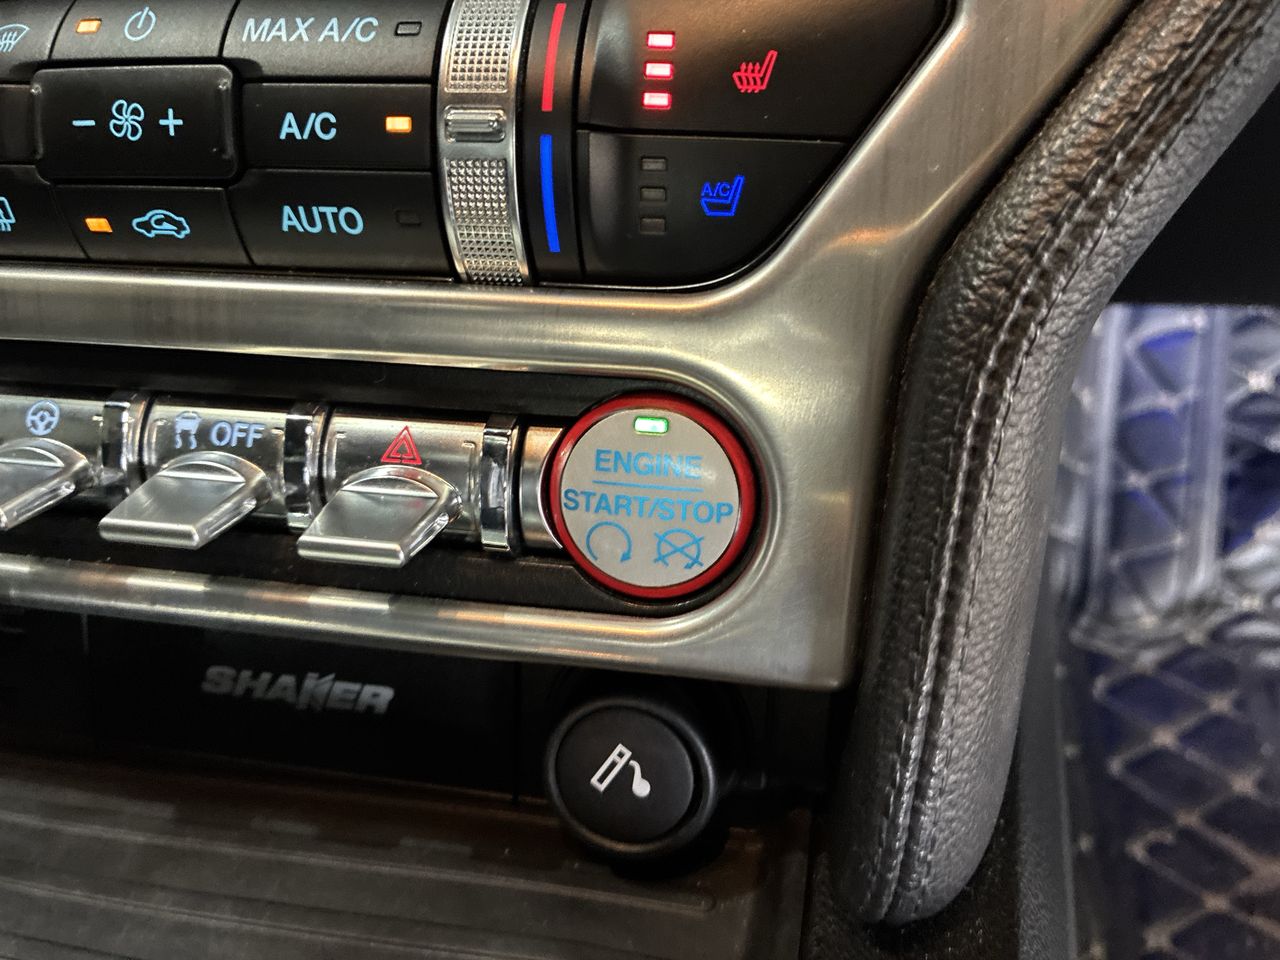 MAX A/C
A/C
A/C
AUTO
OFF
ENGINE
START/STOP
SHAKER